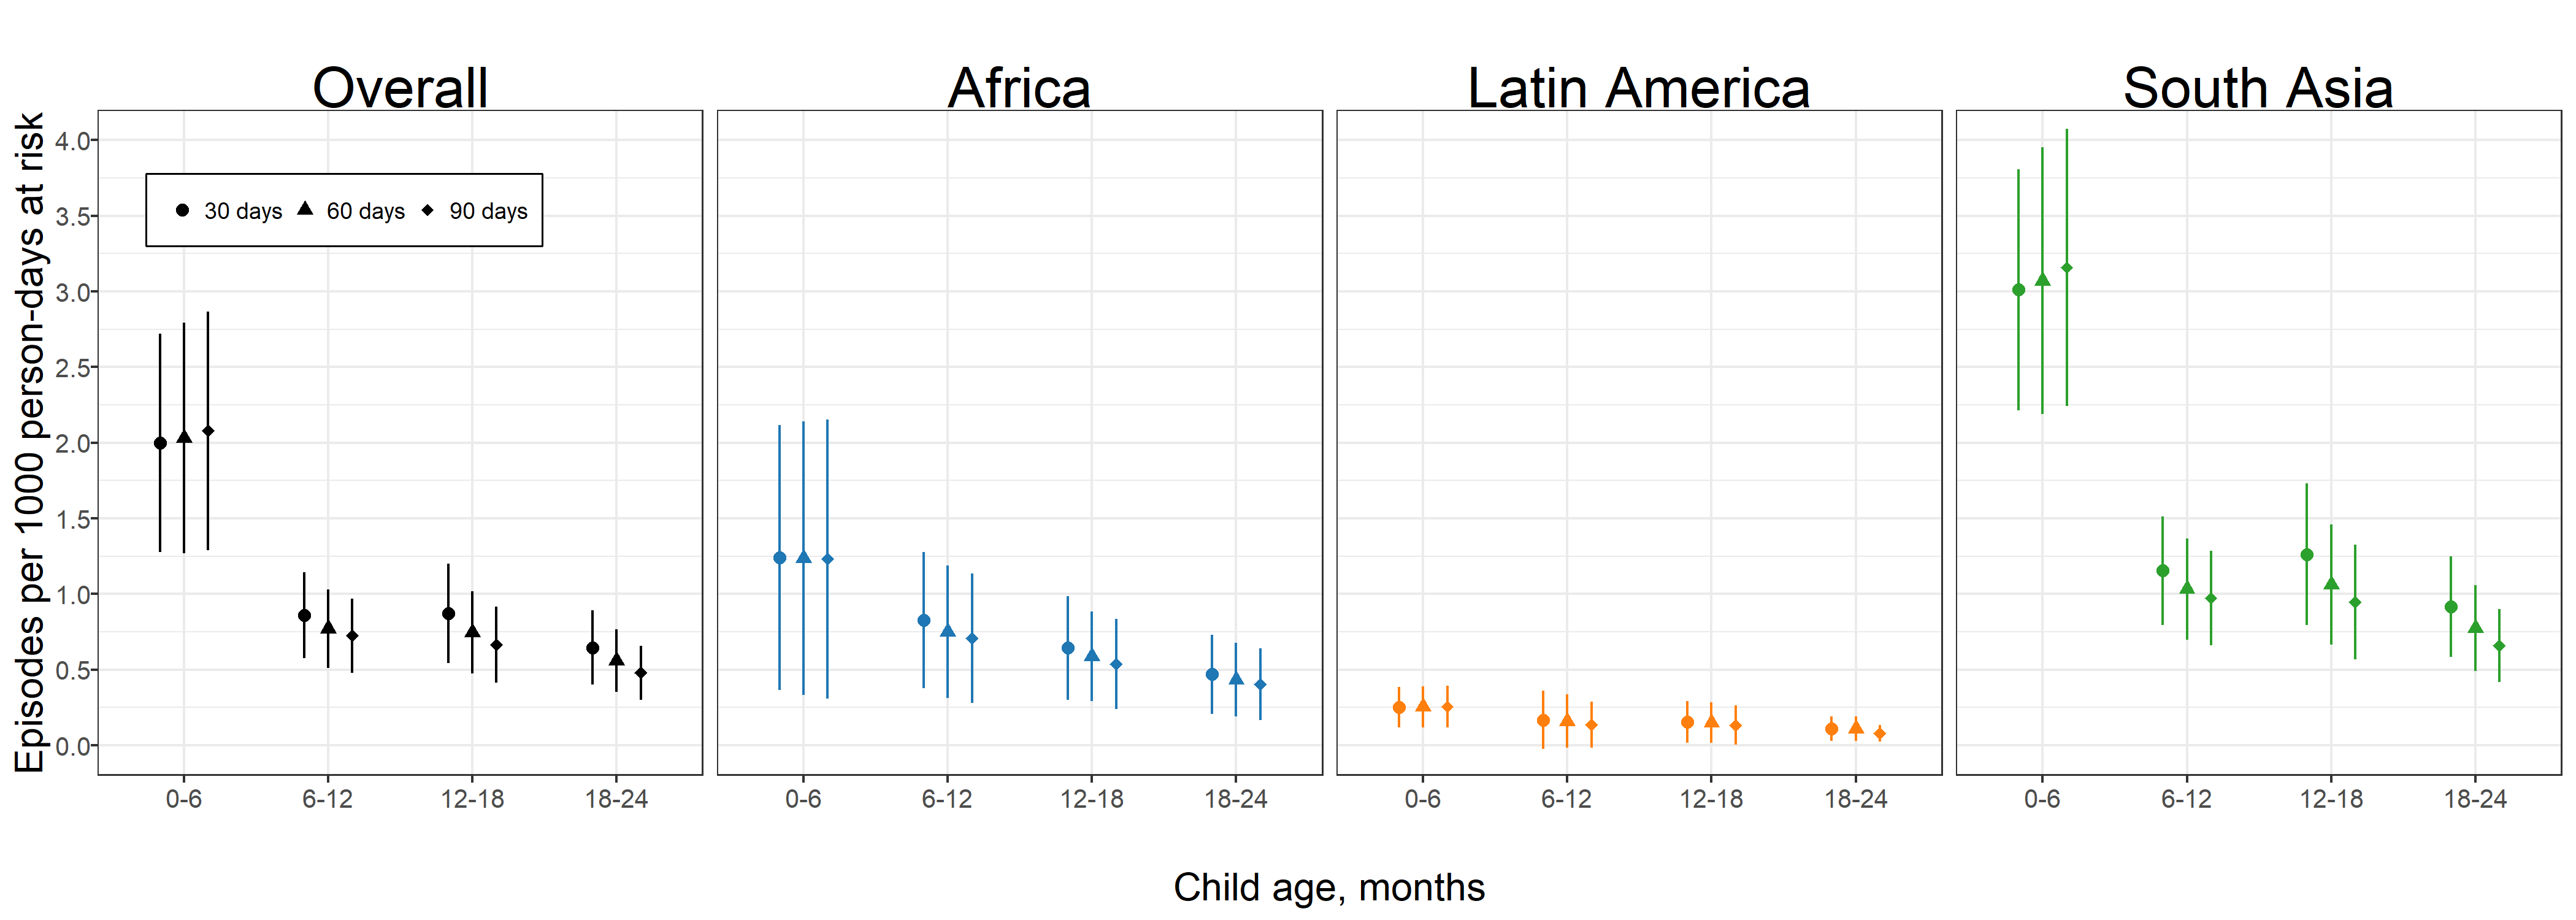 Overall Africa Latin America South Asia
Episodes per 1000 person-days at risk
4.0
3.5
3.0
2.5
2.0
1.5
1.0
0.5
0.0
30 days 60 days 90 days
0-6 6-12 12-18 18-24 0-6 6-12 12-18 18-24 0-6 6-12 12-18 18-24 0-6 6-12 12-18 18-24
Child age, months